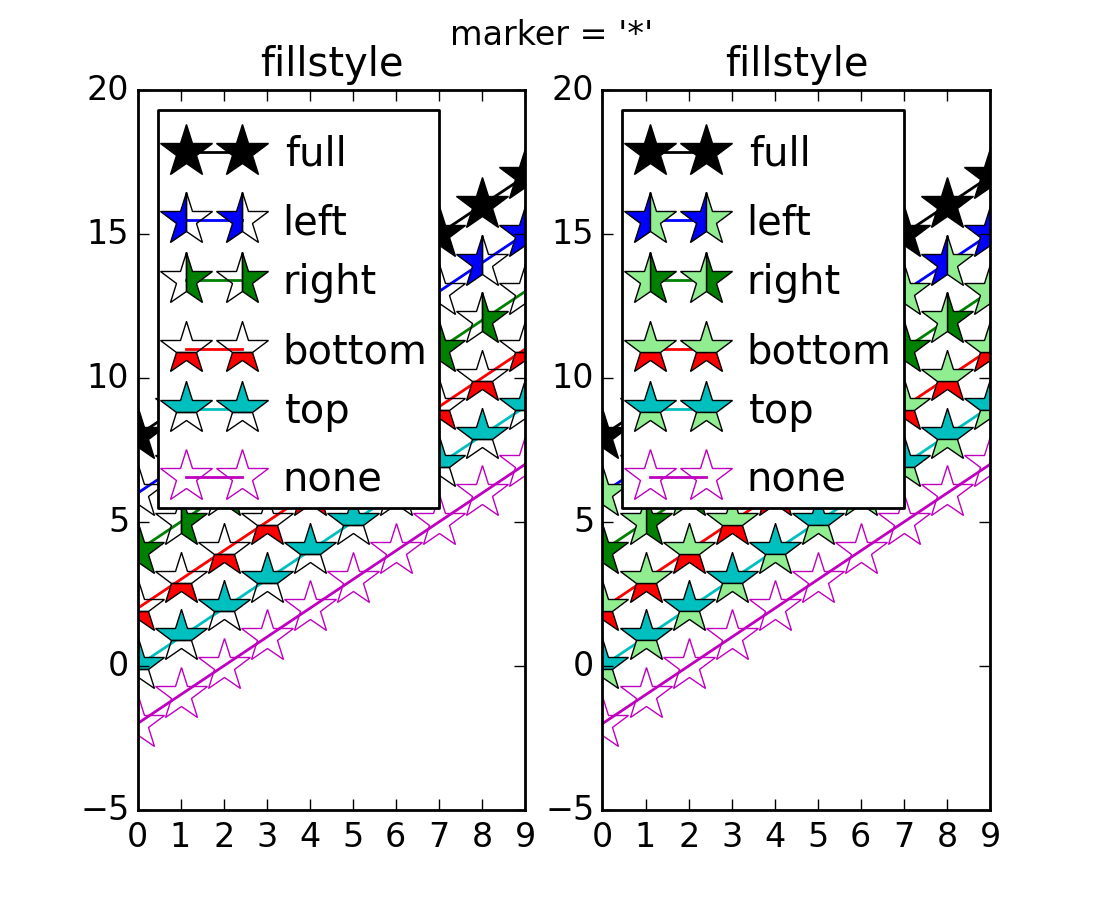 marker = '*'
fillstyle
20
15
10
5
0
−5
0 1 2 3 4 5 6 7 8 9
full
left
right
bottom
top
none
fillstyle
20
15
10
5
0
−5
0 1 2 3 4 5 6 7 8 9
full
left
right
bottom
top
none